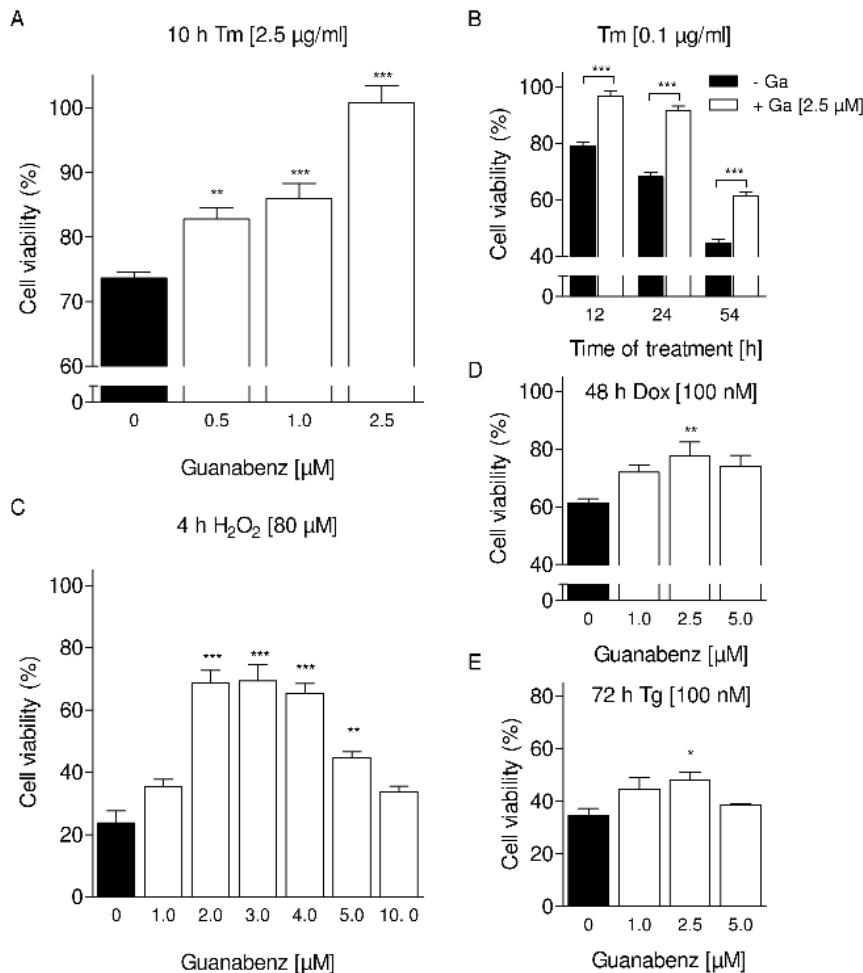 A
10 h Tm [2.5 µg/ml]
Cell viability (%)
100
90
80
70
60
0
**
***
***
0 0.5 1.0 2.5
Guanabenz [µM]
B
Tm [0.1 µg/ml]
- Ga
+ Ga [2.5 µM]
Cell viability (%)
100
80
60
40
0
***
***
***
12 24 54
Time of treatment [h]
C
4 h H₂O₂ [80 µM]
Cell viability (%)
100
80
60
40
20
0
***
***
***
**
0 1.0 2.0 3.0 4.0 5.0 10. 0
Guanabenz [µM]
D
48 h Dox [100 nM]
Cell viability (%)
100
80
60
40
0
**
0 1.0 2.5 5.0
Guanabenz [µM]
E
72 h Tg [100 nM]
Cell viability (%)
80
60
40
20
0
*
0 1.0 2.5 5.0
Guanabenz [µM]